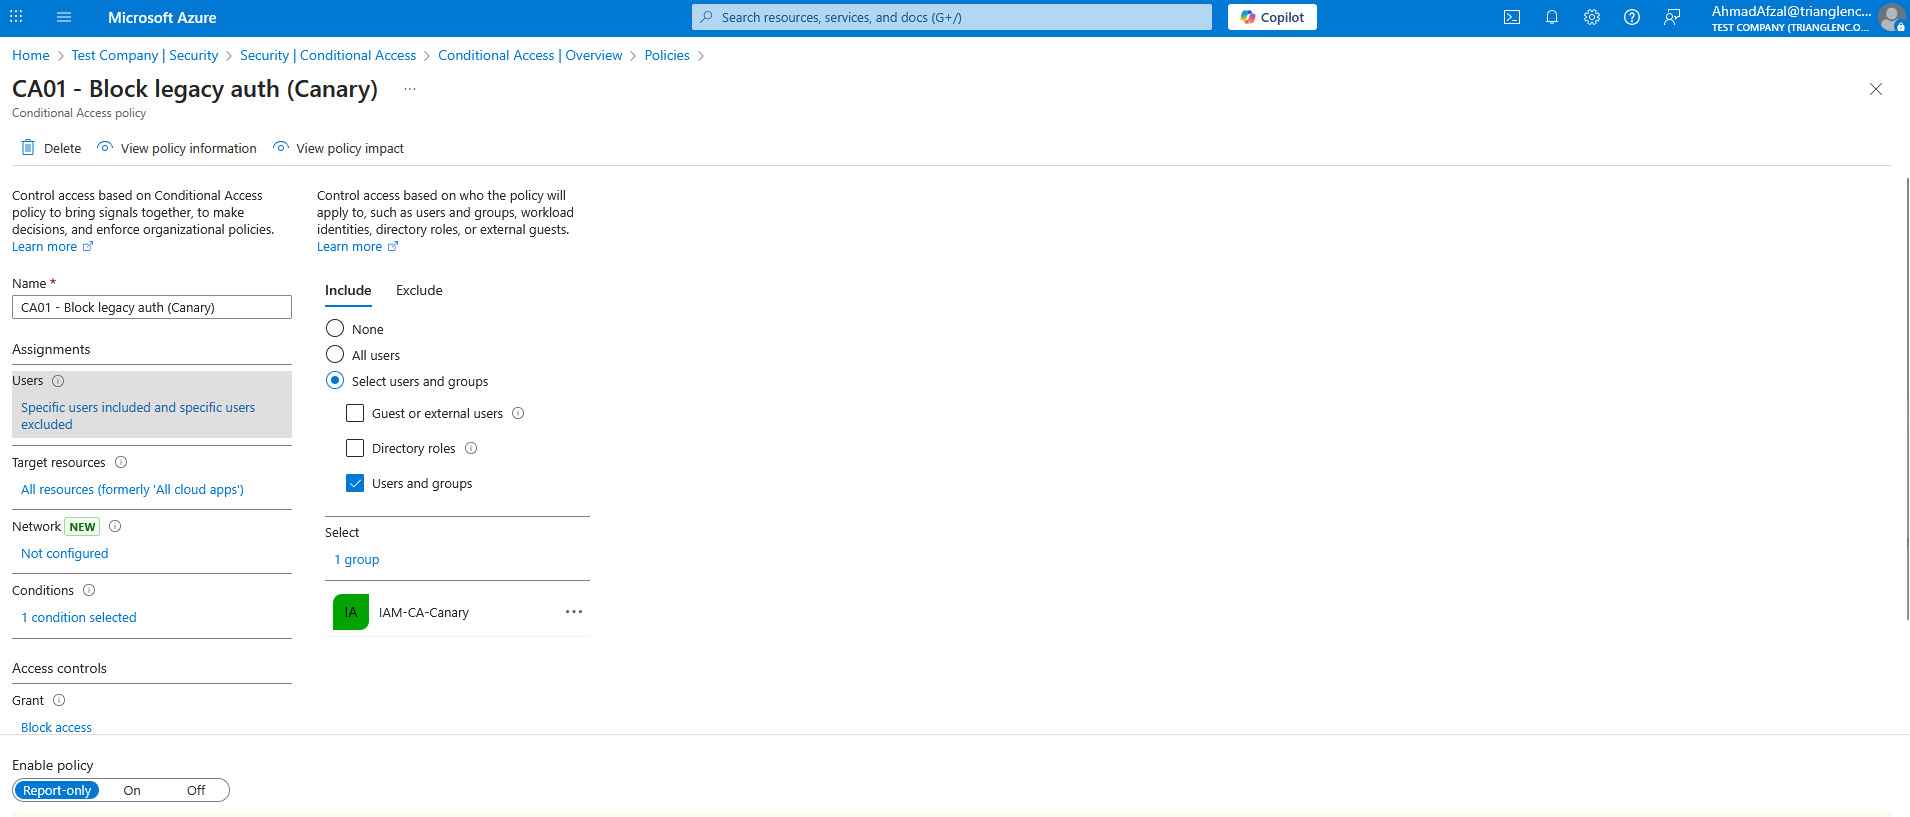 Microsoft Azure
Search resources, services, and docs (G+/)
Copilot
AhmadAfzal@trianglenc...
TEST COMPANY (TRIANGLENC.O...
Home > Test Company | Security > Security | Conditional Access > Conditional Access | Overview > Policies >
CA01 - Block legacy auth (Canary) ...
Conditional Access policy
Delete
View policy information
View policy impact
Control access based on Conditional Access
policy to bring signals together, to make
decisions, and enforce organizational policies.
Learn more
Name *
CA01 - Block legacy auth (Canary)
Assignments
Users
Specific users included and specific users
excluded
Target resources
All resources (formerly 'All cloud apps')
Network NEW
Not configured
Conditions
1 condition selected
Access controls
Grant
Block access
Control access based on who the policy will
apply to, such as users and groups, workload
identities, directory roles, or external guests.
Learn more
Include Exclude
None
All users
Select users and groups
Guest or external users
Directory roles
Users and groups
Select
1 group
IA IAM-CA-Canary ...
Enable policy
Report-only On Off